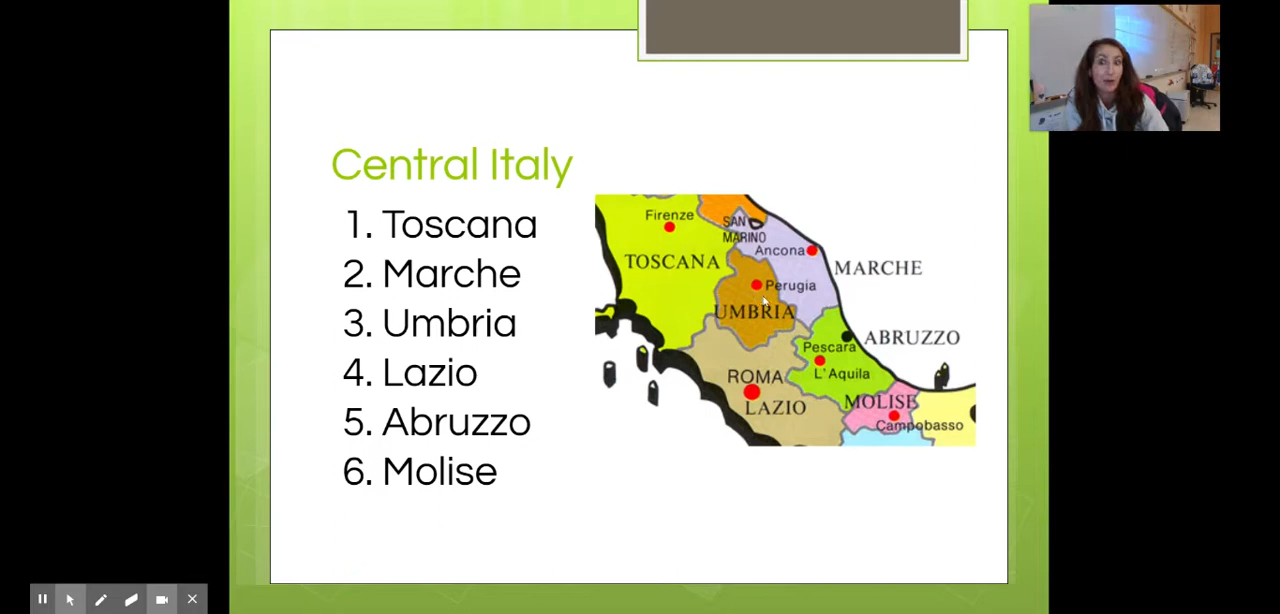 Central Italy
1. Toscana
2. Marche
3. Umbria
4. Lazio
5. Abruzzo
6. Molise
Firenze
SAN
MARINO
Ancona
TOSCANA
MARCHE
Perugia
UMBRIA
ABRUZZO
Pescara
L'Aquila
ROMA
LAZIO
MOLISE
Campobasso